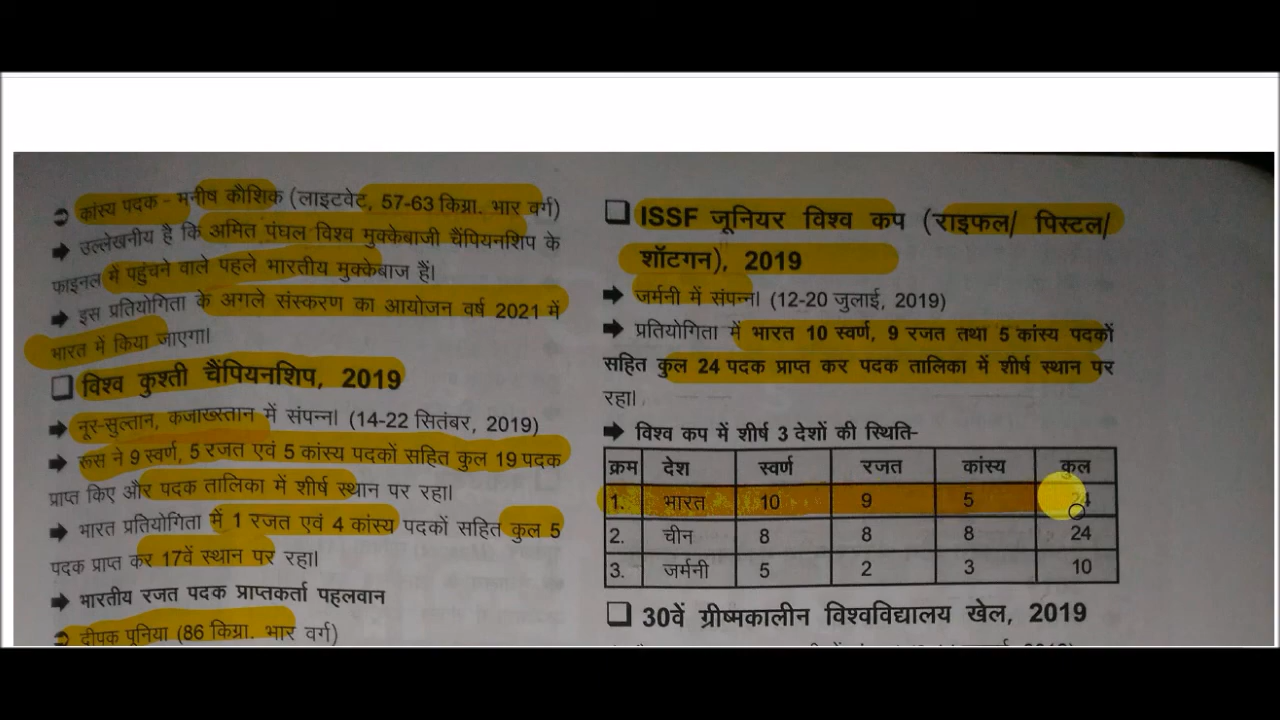 कांस्य पदक - मनीष कौशिक (लाइटवेट, 57-63 किग्रा. भार वर्ग)
उल्लेखनीय है कि अमित पंघल विश्व मुक्केबाजी चैंपियनशिप के
फाइनल में पहुंचने वाले पहले भारतीय मुक्केबाज हैं।
इस प्रतियोगिता के अगले संस्करण का आयोजन वर्ष 2021 में
भारत में किया जाएगा।
विश्व कुश्ती चैंपियनशिप, 2019
नूर-सुल्तान, कजाख्स्तान में संपन्न। (14-22 सितंबर, 2019)
रूस ने 9 स्वर्ण, 5 रजत एवं 5 कांस्य पदकों सहित कुल 19 पदक
प्राप्त किए और पदक तालिका में शीर्ष स्थान पर रहा।
भारत प्रतियोगिता में 1 रजत एवं 4 कांस्य पदकों सहित कुल 5
पदक प्राप्त कर 17वें स्थान पर रहा।
भारतीय रजत पदक प्राप्तकर्ता पहलवान
दीपक पूनिया (86 किग्रा. भार वर्ग)
ISSF जूनियर विश्व कप (राइफल/ पिस्टल/
शॉटगन), 2019
जर्मनी में संपन्न। (12-20 जुलाई, 2019)
प्रतियोगिता में भारत 10 स्वर्ण, 9 रजत तथा 5 कांस्य पदकों
सहित कुल 24 पदक प्राप्त कर पदक तालिका में शीर्ष स्थान पर
रहा।
विश्व कप में शीर्ष 3 देशों की स्थिति-
क्रम देश स्वर्ण रजत कांस्य कुल
1. भारत 10 9 5 24
2. चीन 8 8 8 24
3. जर्मनी 5 2 3 10
30वें ग्रीष्मकालीन विश्वविद्यालय खेल, 2019